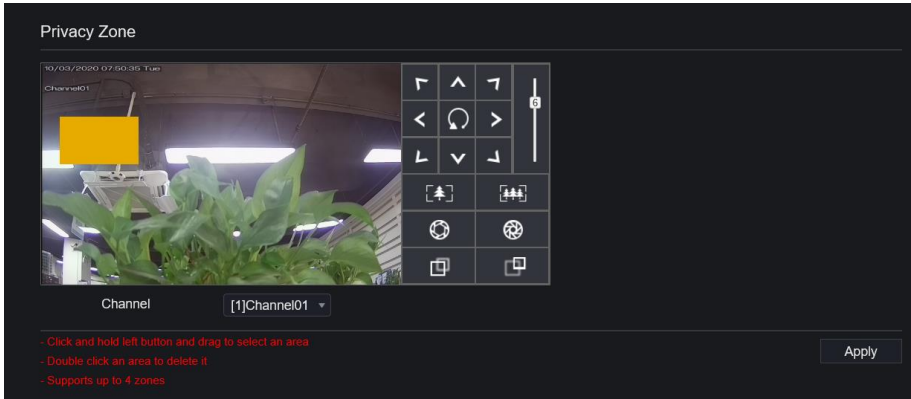 Privacy Zone
10/03/2020 07:50:35 Tue
Channel01
6
Channel
[1]Channel01
- Click and hold left button and drag to select an area
- Double click an area to delete it
- Supports up to 4 zones
Apply